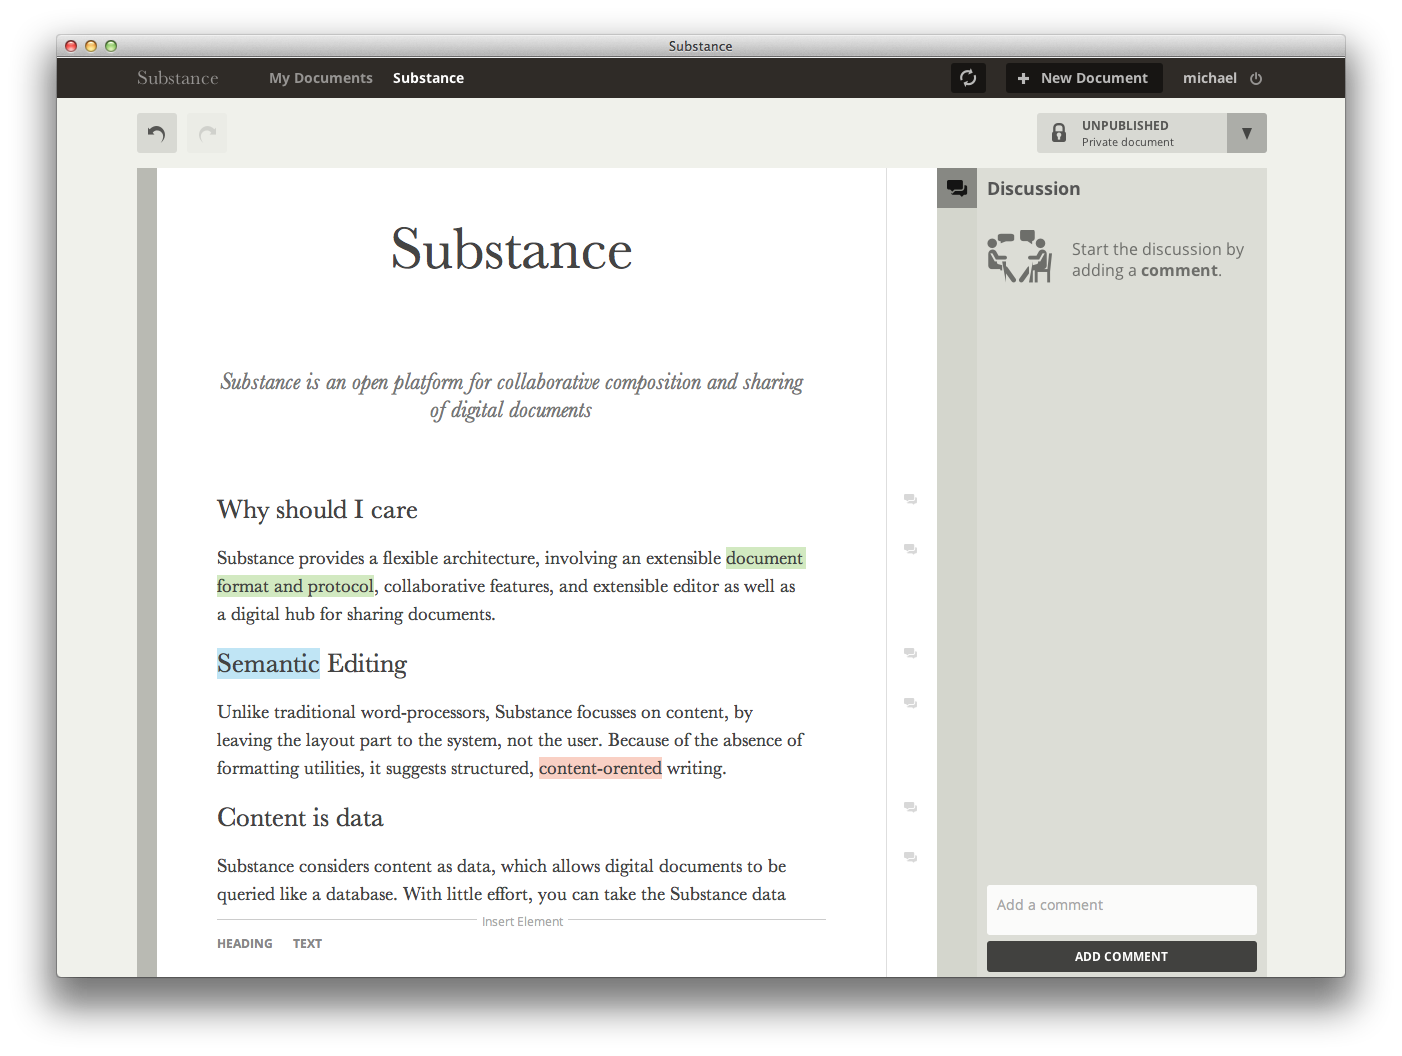 Substance
Substance My Documents Substance New Document michael
UNPUBLISHED
Private document
Substance
Substance is an open platform for collaborative composition and sharing
of digital documents
Why should I care
Substance provides a flexible architecture, involving an extensible document
format and protocol, collaborative features, and extensible editor as well as
a digital hub for sharing documents.
Semantic Editing
Unlike traditional word-processors, Substance focusses on content, by
leaving the layout part to the system, not the user. Because of the absence of
formatting utilities, it suggests structured, content-orented writing.
Content is data
Substance considers content as data, which allows digital documents to be
queried like a database. With little effort, you can take the Substance data
Insert Element
HEADING TEXT
Discussion
Start the discussion by
adding a comment.
Add a comment
ADD COMMENT